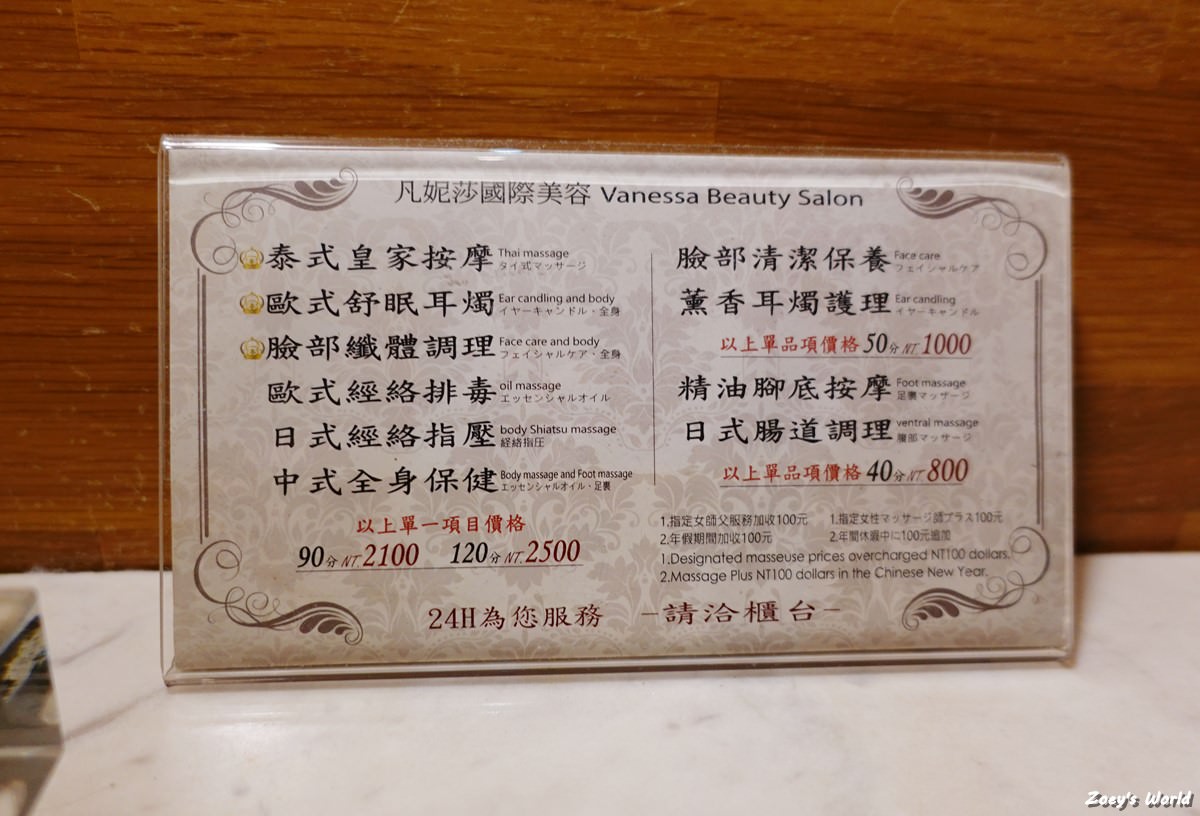 凡妮莎國際美容 Vanessa Beauty Salon
泰式皇家按摩 Thai massage
タイ式マッサージ
歐式舒眠耳燭 Ear candling and body
イヤーキャンドル・全身
臉部纖體調理 Face care and body
フェイシャルケア・全身
歐式經絡排毒 oil massage
エッセンシャルオイル
日式經絡指壓 body Shiatsu massage
経絡指圧
中式全身保健 Body massage and Foot massage
エッセンシャルオイル・足裏
以上單一項目價格
90分NT.2100 120分NT.2500
臉部清潔保養 Face care
フェイシャルケア
薰香耳燭護理 Ear candling
イヤーキャンドル
以上單品項價格50分NT.1000
精油腳底按摩 Foot massage
足裏マッサージ
日式腸道調理 ventral massage
腹部マッサージ
以上單品項價格40分NT.800
1.指定女師父服務加收100元
2.年假期間加收100元
1.指定女性マッサージ師プラス100元
2.年間休暇中に100元追加
1.Designated masseuse prices overcharged NT100 dollars.
2.Massage Plus NT100 dollars in the Chinese New Year.
24H為您服務 －請洽櫃台－
Zoey's World